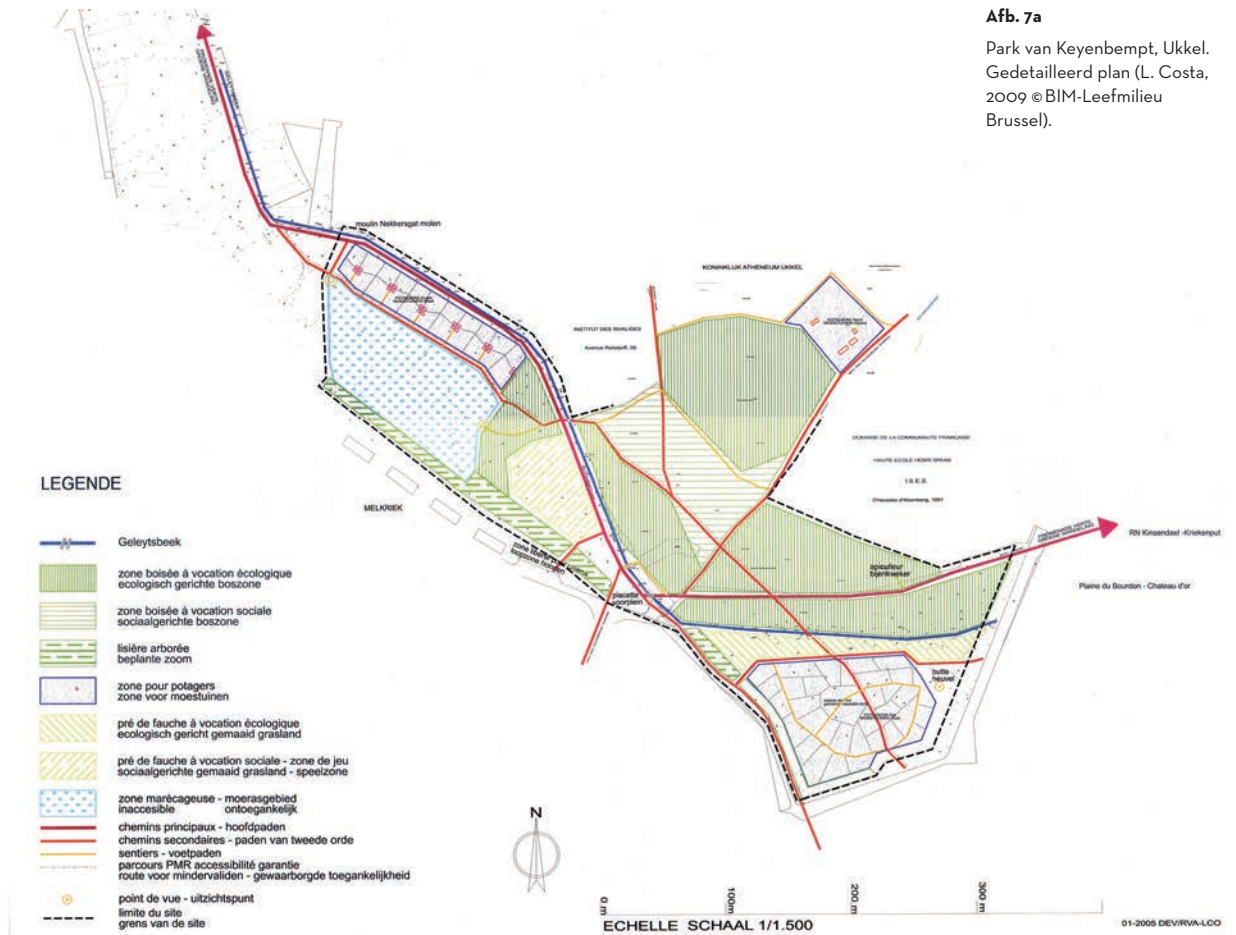 Afb. 7a
Park van Keyenbempt, Ukkel.
Gedetailleerd plan (L. Costa,
2009 © BIM-Leefmilieu
Brussel).
moulin Nekkersgat molen
KONINKLIJK ATHENEUM UKKEL
INSTITUT DES INVALIDES
DOMAINE DE LA COMMUNAUTE FRANCAISE
HAUTE ECOLE HENRI SPAAK
I.S.E.S.
MELKRIEK
placette
voorplein
apiculteur
bijenkweker
PROMENADE VERTE
GROENE WANDELING
RN Kinsendael -Kriekenput
Plaine du Bourdon - Chateau d'or
butte
heuvel
LEGENDE
Geleytsbeek
zone boisée à vocation écologique
ecologisch gerichte boszone
zone boisée à vocation sociale
sociaalgerichte boszone
lisière arborée
beplante zoom
zone pour potagers
zone voor moestuinen
pré de fauche à vocation écologique
ecologisch gericht gemaaid grasland
pré de fauche à vocation sociale - zone de jeu
sociaalgerichte gemaaid grasland - speelzone
zone marécageuse - moerasgebied
inaccesible ontoegankelijk
chemins principaux - hoofdpaden
chemins secondaires - paden van tweede orde
sentiers - voetpaden
parcours PMR accessibilité garantie
route voor mindervaliden - gewaarborgde toegankelijkheid
point de vue - uitzichtspunt
limite du site
grens van de site
N
0 m
100m
200 m
300 m
ECHELLE SCHAAL 1/1.500
01-2005 DEV/RVA-LCO